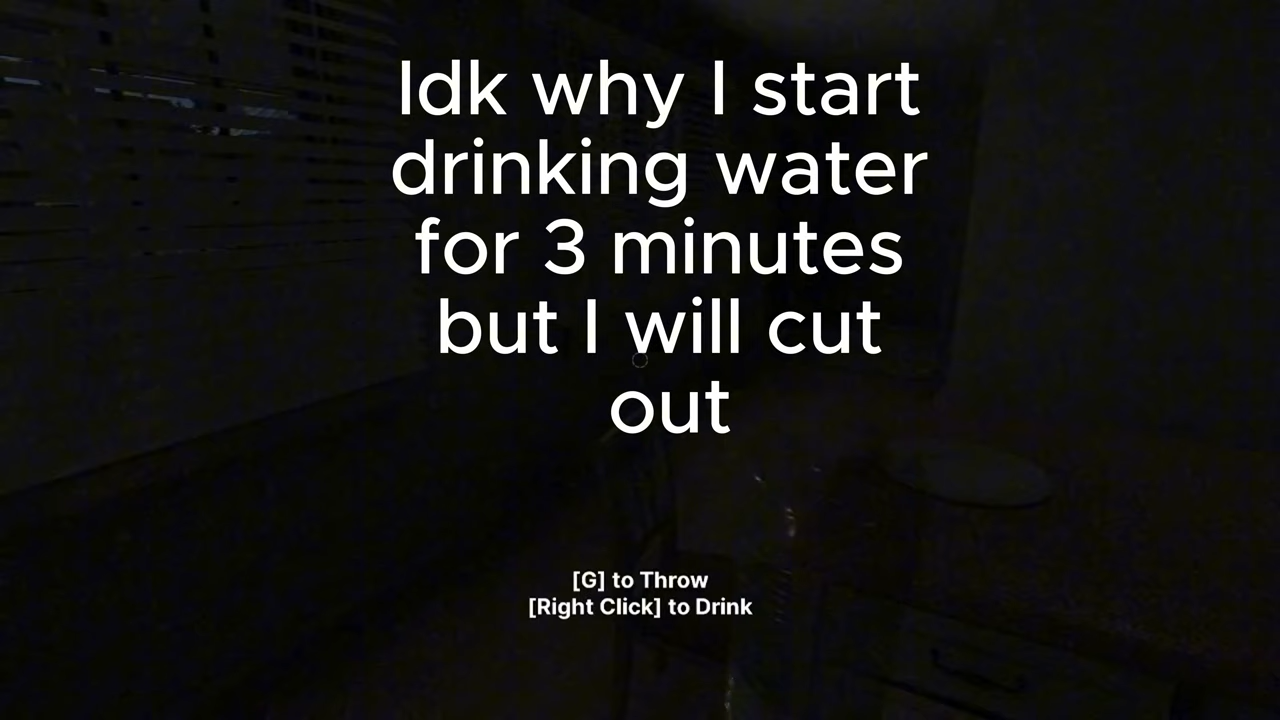 Idk why I start
drinking water
for 3 minutes
but I will cut
out
[G] to Throw
[Right Click] to Drink